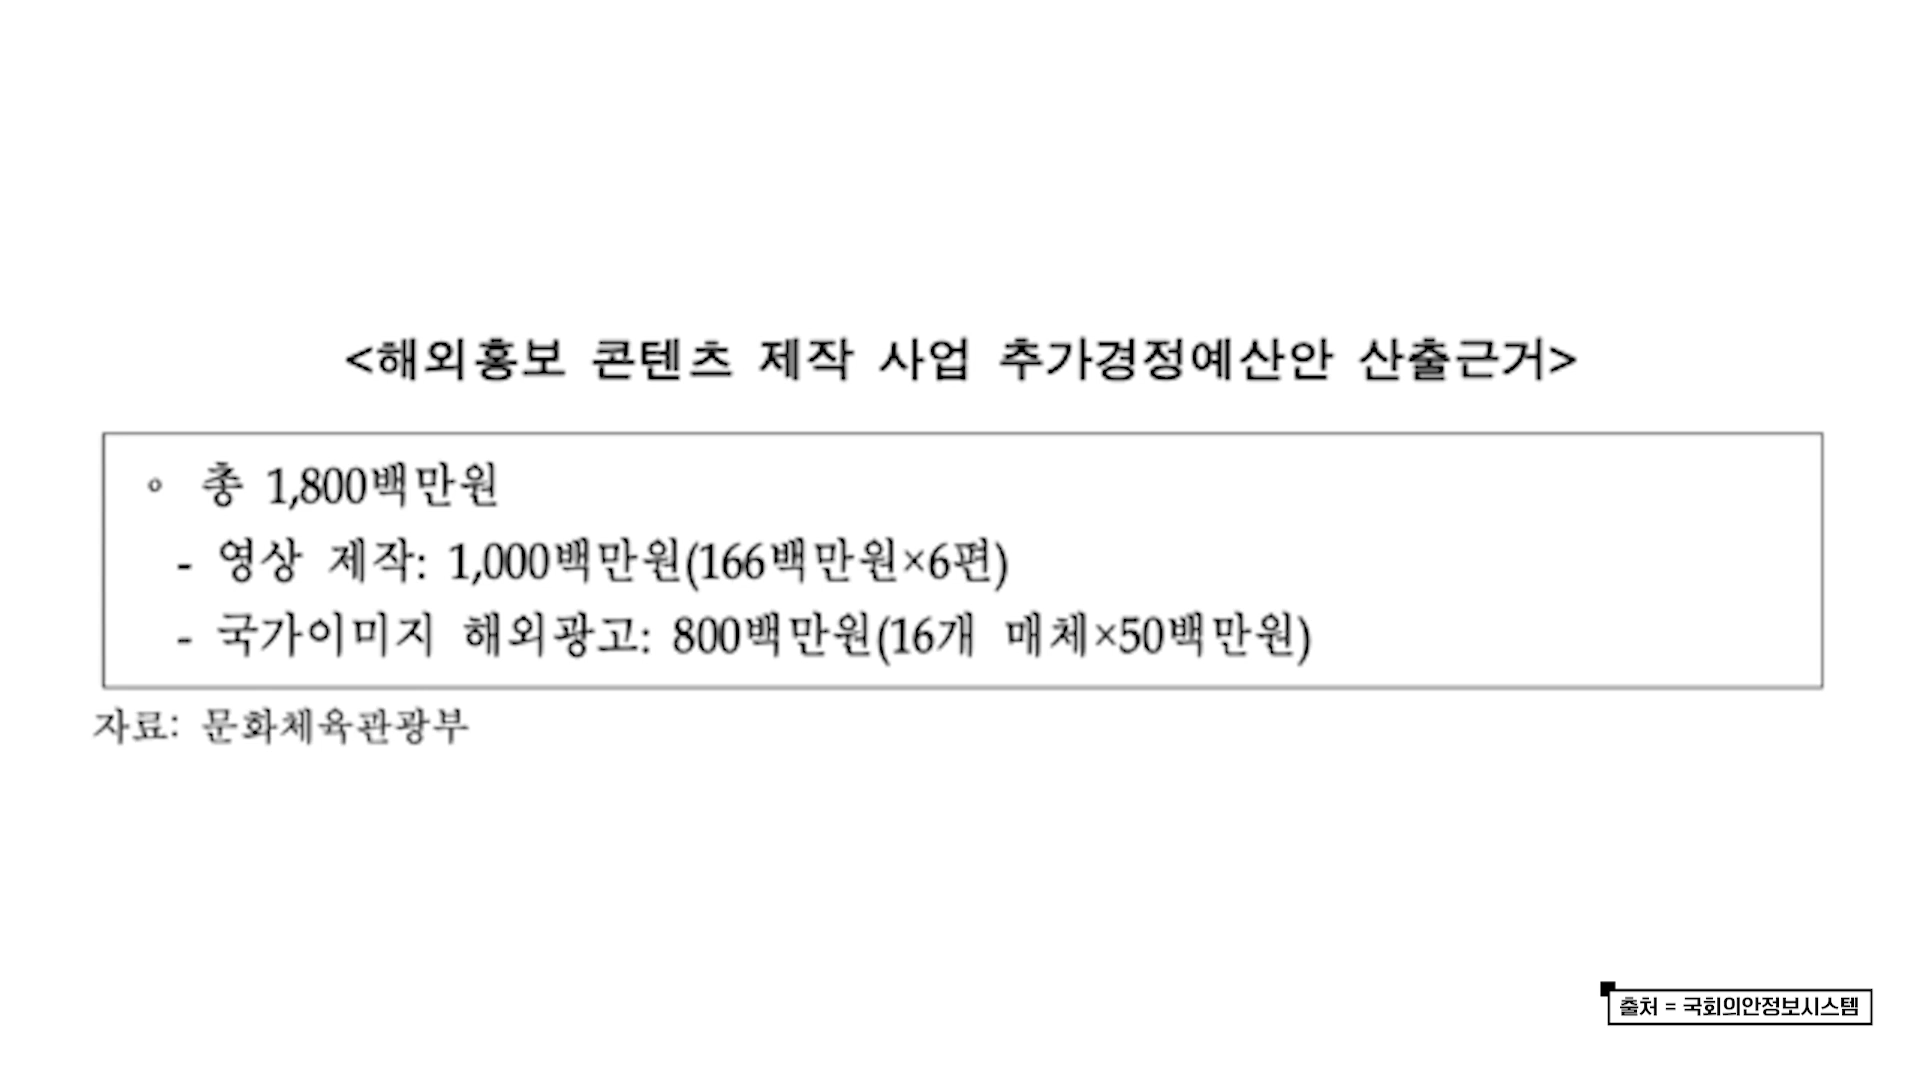 <해외홍보 콘텐츠 제작 사업 추가경정예산안 산출근거>
◦ 총 1,800백만원
- 영상 제작: 1,000백만원(166백만원×6편)
- 국가이미지 해외광고: 800백만원(16개 매체×50백만원)
자료: 문화체육관광부
출처 = 국회의안정보시스템